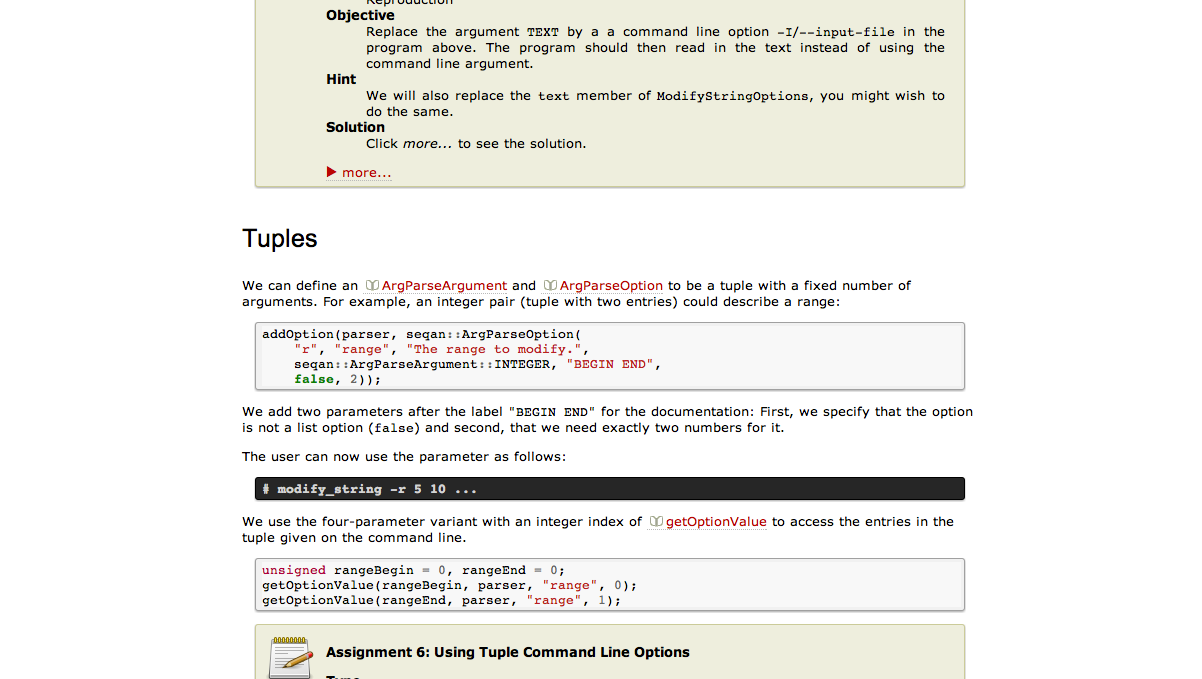 Reproduction
Objective
Replace the argument TEXT by a a command line option -I/--input-file in the
program above. The program should then read in the text instead of using the
command line argument.
Hint
We will also replace the text member of ModifyStringOptions, you might wish to
do the same.
Solution
Click more... to see the solution.
more...
Tuples
We can define an ArgParseArgument and ArgParseOption to be a tuple with a fixed number of
arguments. For example, an integer pair (tuple with two entries) could describe a range:
addOption(parser, seqan::ArgParseOption(
"r", "range", "The range to modify.",
seqan::ArgParseArgument::INTEGER, "BEGIN END",
false, 2));
We add two parameters after the label "BEGIN END" for the documentation: First, we specify that the option
is not a list option (false) and second, that we need exactly two numbers for it.
The user can now use the parameter as follows:
# modify_string -r 5 10 ...
We use the four-parameter variant with an integer index of getOptionValue to access the entries in the
tuple given on the command line.
unsigned rangeBegin = 0, rangeEnd = 0;
getOptionValue(rangeBegin, parser, "range", 0);
getOptionValue(rangeEnd, parser, "range", 1);
Assignment 6: Using Tuple Command Line Options
Type